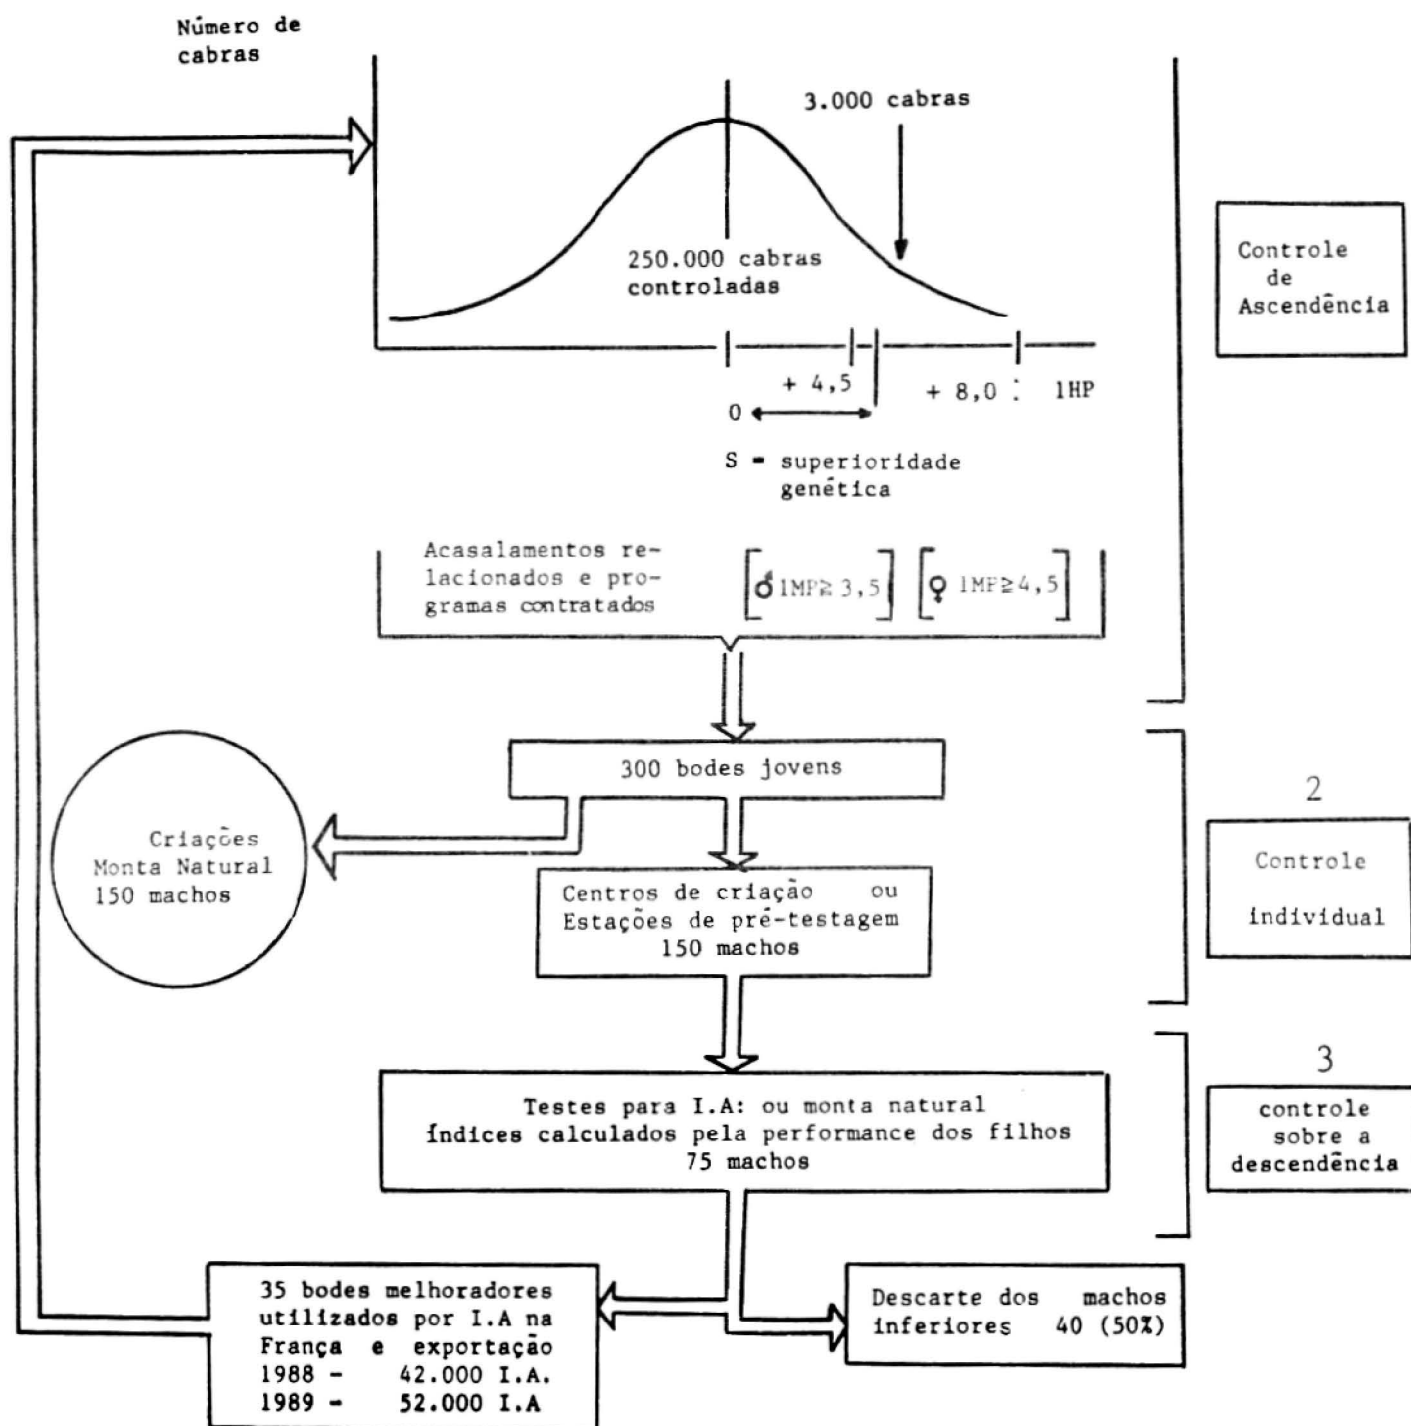 Número de
cabras
3.000 cabras
250.000 cabras
controladas
Controle
de
Ascendência
+ 4,5
+ 8,0 : 1HP
0
S - superioridade
genética
Acasalamentos re-
lacionados e pro-
gramas contratados
♂ 1MP≥3,5
♀ 1MP≥4,5
300 bodes jovens
Criações
Monta Natural
150 machos
Centros de criação ou
Estações de pré-testagem
150 machos
2
Controle
individual
Testes para I.A: ou monta natural
índices calculados pela performance dos filhos
75 machos
3
controle
sobre a
descendência
35 bodes melhoradores
utilizados por I.A na
França e exportação
1988 - 42.000 I.A.
1989 - 52.000 I.A
Descarte dos machos
inferiores 40 (50%)